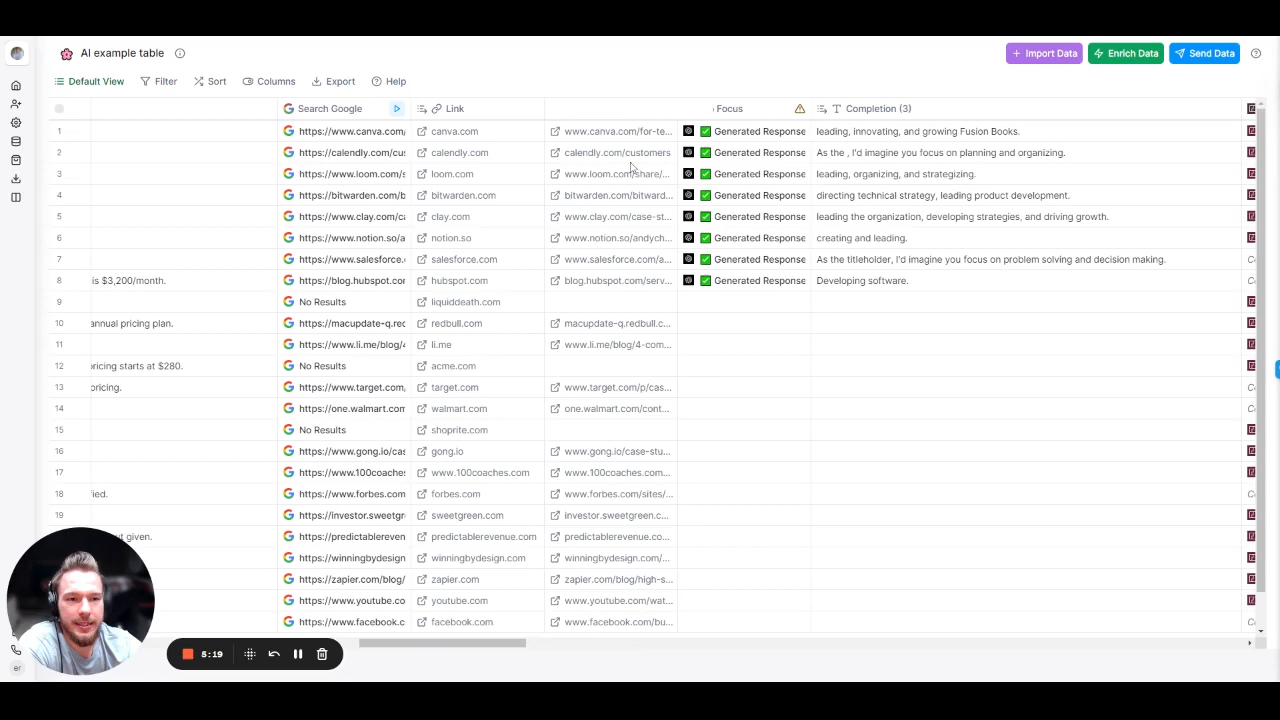 AI example table
Import Data
Enrich Data
Send Data
Default View
Filter
Sort
Columns
Export
Help
Search Google
Link
Focus
Completion (3)
1 https://www.canva.com/ canva.com www.canva.com/for-te... Generated Response leading, innovating, and growing Fusion Books.
2 https://calendly.com/cus calendly.com calendly.com/customers Generated Response As the , I'd imagine you focus on planning and organizing.
3 https://www.loom.com/s loom.com www.loom.com/share/... Generated Response leading, organizing, and strategizing.
4 https://bitwarden.com/b bitwarden.com bitwarden.com/bitward... Generated Response directing technical strategy, leading product development.
5 https://www.clay.com/ca clay.com www.clay.com/case-st... Generated Response leading the organization, developing strategies, and driving growth.
6 https://www.notion.so/a notion.so www.notion.so/andych... Generated Response creating and leading.
7 https://www.salesforce. salesforce.com www.salesforce.com/a... Generated Response As the titleholder, I'd imagine you focus on problem solving and decision making.
8 is $3,200/month. https://blog.hubspot.co hubspot.com blog.hubspot.com/serv... Generated Response Developing software.
9 No Results liquiddeath.com
10 annual pricing plan. https://macupdate-q.red redbull.com macupdate-q.redbull.c...
11 https://www.li.me/blog/4 li.me www.li.me/blog/4-com...
12 pricing starts at $280. No Results acme.com
13 pricing. https://www.target.com, target.com www.target.com/p/cas...
14 https://one.walmart.com walmart.com one.walmart.com/cont...
15 No Results shoprite.com
16 https://www.gong.io/cas gong.io www.gong.io/case-stu...
17 https://www.100coaches www.100coaches.com www.100coaches.com...
18 fied. https://www.forbes.com forbes.com www.forbes.com/sites/...
19 https://investor.sweetgr sweetgreen.com investor.sweetgreen.c...
given. https://predictablereven predictablerevenue.com predictablerevenue.co...
https://winningbydesign winningbydesign.com winningbydesign.com/...
https://zapier.com/blog/ zapier.com zapier.com/blog/high-s...
https://www.youtube.co youtube.com www.youtube.com/wat...
https://www.facebook.c facebook.com www.facebook.com/bu...
5:19
er